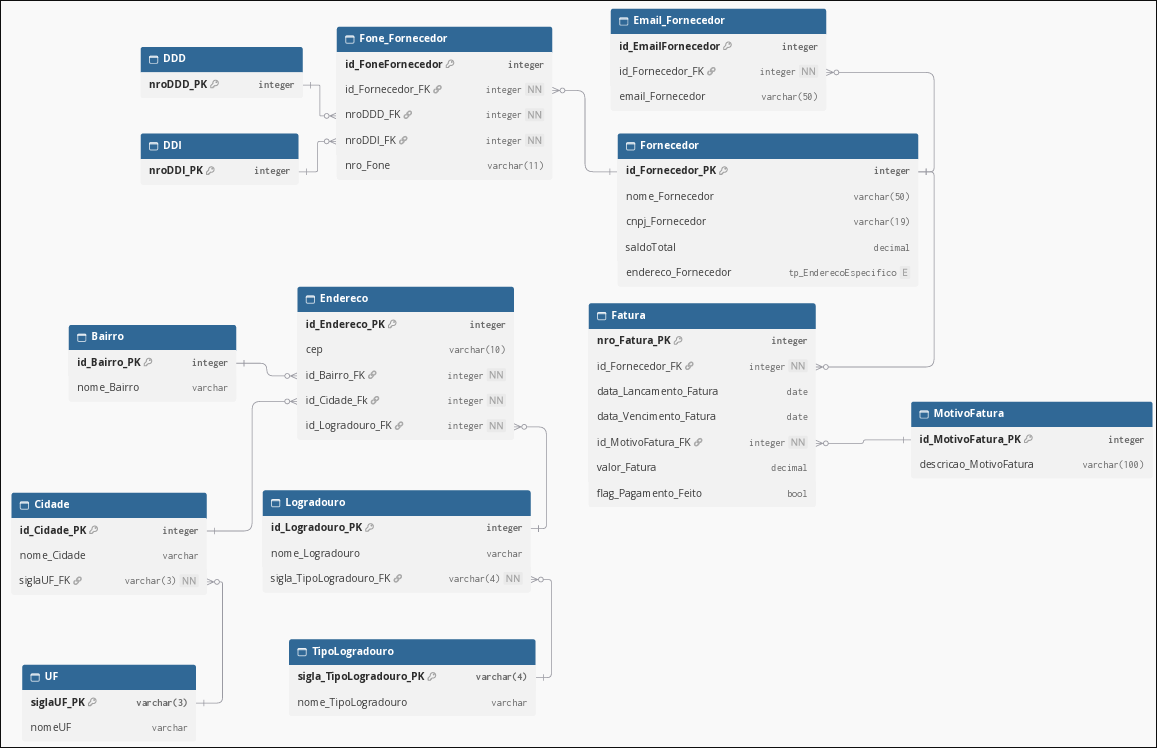 Email_Fornecedor
id_EmailFornecedor integer
id_Fornecedor_FK integer NN
email_Fornecedor varchar(50)
Fone_Fornecedor
id_FoneFornecedor integer
id_Fornecedor_FK integer NN
nroDDD_FK integer NN
nroDDI_FK integer NN
nro_Fone varchar(11)
DDD
nroDDD_PK integer
DDI
nroDDI_PK integer
Fornecedor
id_Fornecedor_PK integer
nome_Fornecedor varchar(50)
cnpj_Fornecedor varchar(19)
saldoTotal decimal
endereco_Fornecedor tp_EnderecoEspecifico E
Endereco
id_Endereco_PK integer
cep varchar(10)
id_Bairro_FK integer NN
id_Cidade_Fk integer NN
id_Logradouro_FK integer NN
Fatura
nro_Fatura_PK integer
id_Fornecedor_FK integer NN
data_Lancamento_Fatura date
data_Vencimento_Fatura date
id_MotivoFatura_FK integer NN
valor_Fatura decimal
flag_Pagamento_Feito bool
Bairro
id_Bairro_PK integer
nome_Bairro varchar
MotivoFatura
id_MotivoFatura_PK integer
descricao_MotivoFatura varchar(100)
Cidade
id_Cidade_PK integer
nome_Cidade varchar
siglaUF_FK varchar(3) NN
Logradouro
id_Logradouro_PK integer
nome_Logradouro varchar
sigla_TipoLogradouro_FK varchar(4) NN
TipoLogradouro
sigla_TipoLogradouro_PK varchar(4)
nome_TipoLogradouro varchar
UF
siglaUF_PK varchar(3)
nomeUF varchar